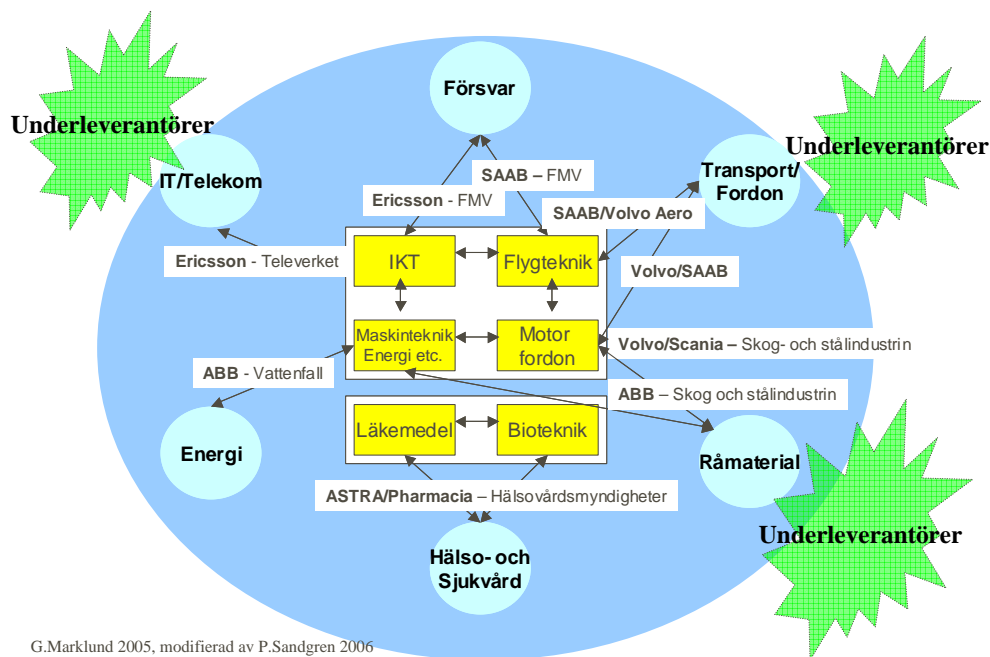 Försvar
Underleverantörer
Underleverantörer
IT/Telekom
Transport/
Fordon
SAAB – FMV
Ericsson - FMV
SAAB/Volvo Aero
Ericsson - Televerket
IKT
Flygteknik
Volvo/SAAB
Maskinteknik
Energi etc.
Motor
fordon
Volvo/Scania – Skog- och stålindustrin
ABB - Vattenfall
ABB – Skog och stålindustrin
Läkemedel
Bioteknik
Energi
Råmaterial
ASTRA/Pharmacia – Hälsovårdsmyndigheter
Underleverantörer
Hälso- och
Sjukvård
G.Marklund 2005, modifierad av P.Sandgren 2006